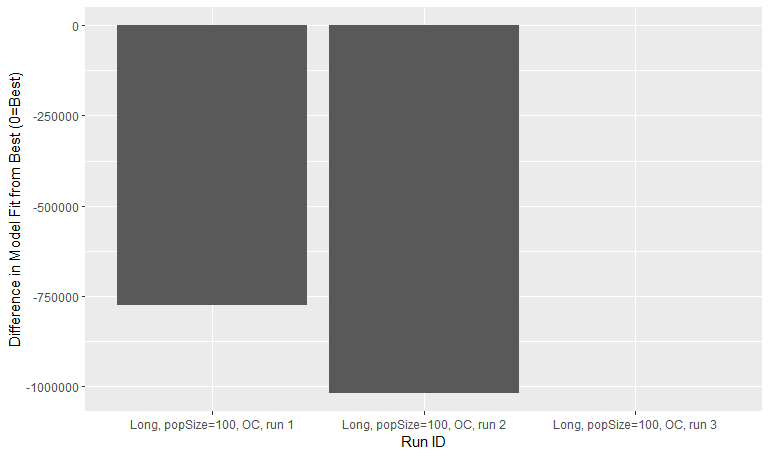 Difference in Model Fit from Best (0=Best)
0
-250000
-500000
-750000
-1000000
Long, popSize=100, OC, run 1
Long, popSize=100, OC, run 2
Long, popSize=100, OC, run 3
Run ID